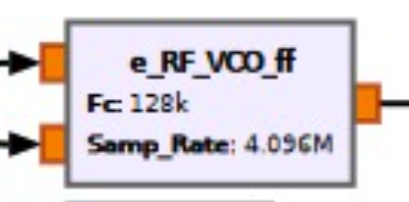 e_RF_VCO_ff
Fc: 128k
Samp_Rate: 4.096M